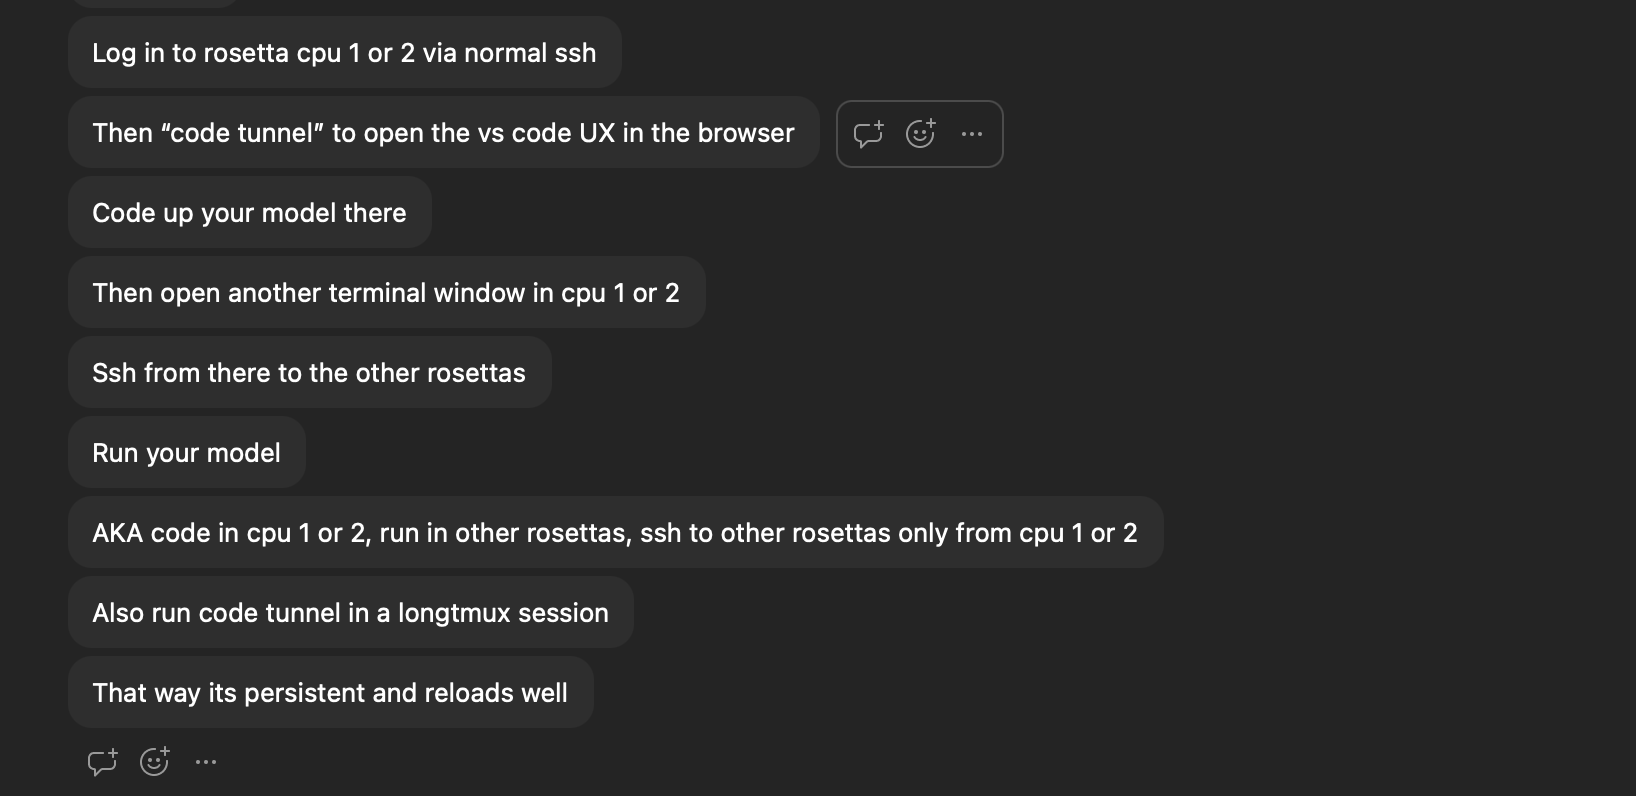 Log in to rosetta cpu 1 or 2 via normal ssh
Then “code tunnel” to open the vs code UX in the browser
Code up your model there
Then open another terminal window in cpu 1 or 2
Ssh from there to the other rosettas
Run your model
AKA code in cpu 1 or 2, run in other rosettas, ssh to other rosettas only from cpu 1 or 2
Also run code tunnel in a longtmux session
That way its persistent and reloads well